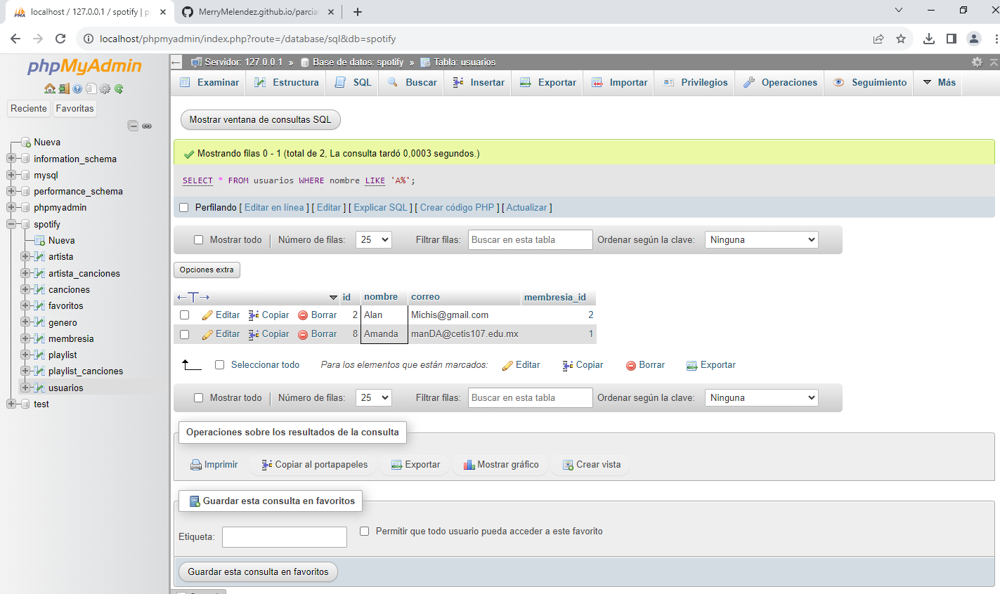 localhost / 127.0.0.1 / spotify | p
MerryMelendez.github.io/parcial
localhost/phpmyadmin/index.php?route=/database/sql&db=spotify
phpMyAdmin
Reciente Favoritas
Nueva
information_schema
mysql
performance_schema
phpmyadmin
spotify
Nueva
artista
artista_canciones
canciones
favoritos
genero
membresia
playlist
playlist_canciones
usuarios
test
Servidor: 127.0.0.1 » Base de datos: spotify » Tabla: usuarios
Examinar Estructura SQL Buscar Insertar Exportar Importar Privilegios Operaciones Seguimiento Más
Mostrar ventana de consultas SQL
Mostrando filas 0 - 1 (total de 2, La consulta tardó 0,0003 segundos.)
SELECT * FROM usuarios WHERE nombre LIKE 'A%';
Perfilando [ Editar en línea ] [ Editar ] [ Explicar SQL ] [ Crear código PHP ] [ Actualizar ]
Mostrar todo Número de filas: 25 Filtrar filas: Buscar en esta tabla Ordenar según la clave: Ninguna
Opciones extra
id nombre correo membresia_id
Editar Copiar Borrar 2 Alan Michis@gmail.com 2
Editar Copiar Borrar 8 Amanda manDA@cetis107.edu.mx 1
Seleccionar todo Para los elementos que están marcados: Editar Copiar Borrar Exportar
Mostrar todo Número de filas: 25 Filtrar filas: Buscar en esta tabla Ordenar según la clave: Ninguna
Operaciones sobre los resultados de la consulta
Imprimir Copiar al portapapeles Exportar Mostrar gráfico Crear vista
Guardar esta consulta en favoritos
Etiqueta: Permitir que todo usuario pueda acceder a este favorito
Guardar esta consulta en favoritos